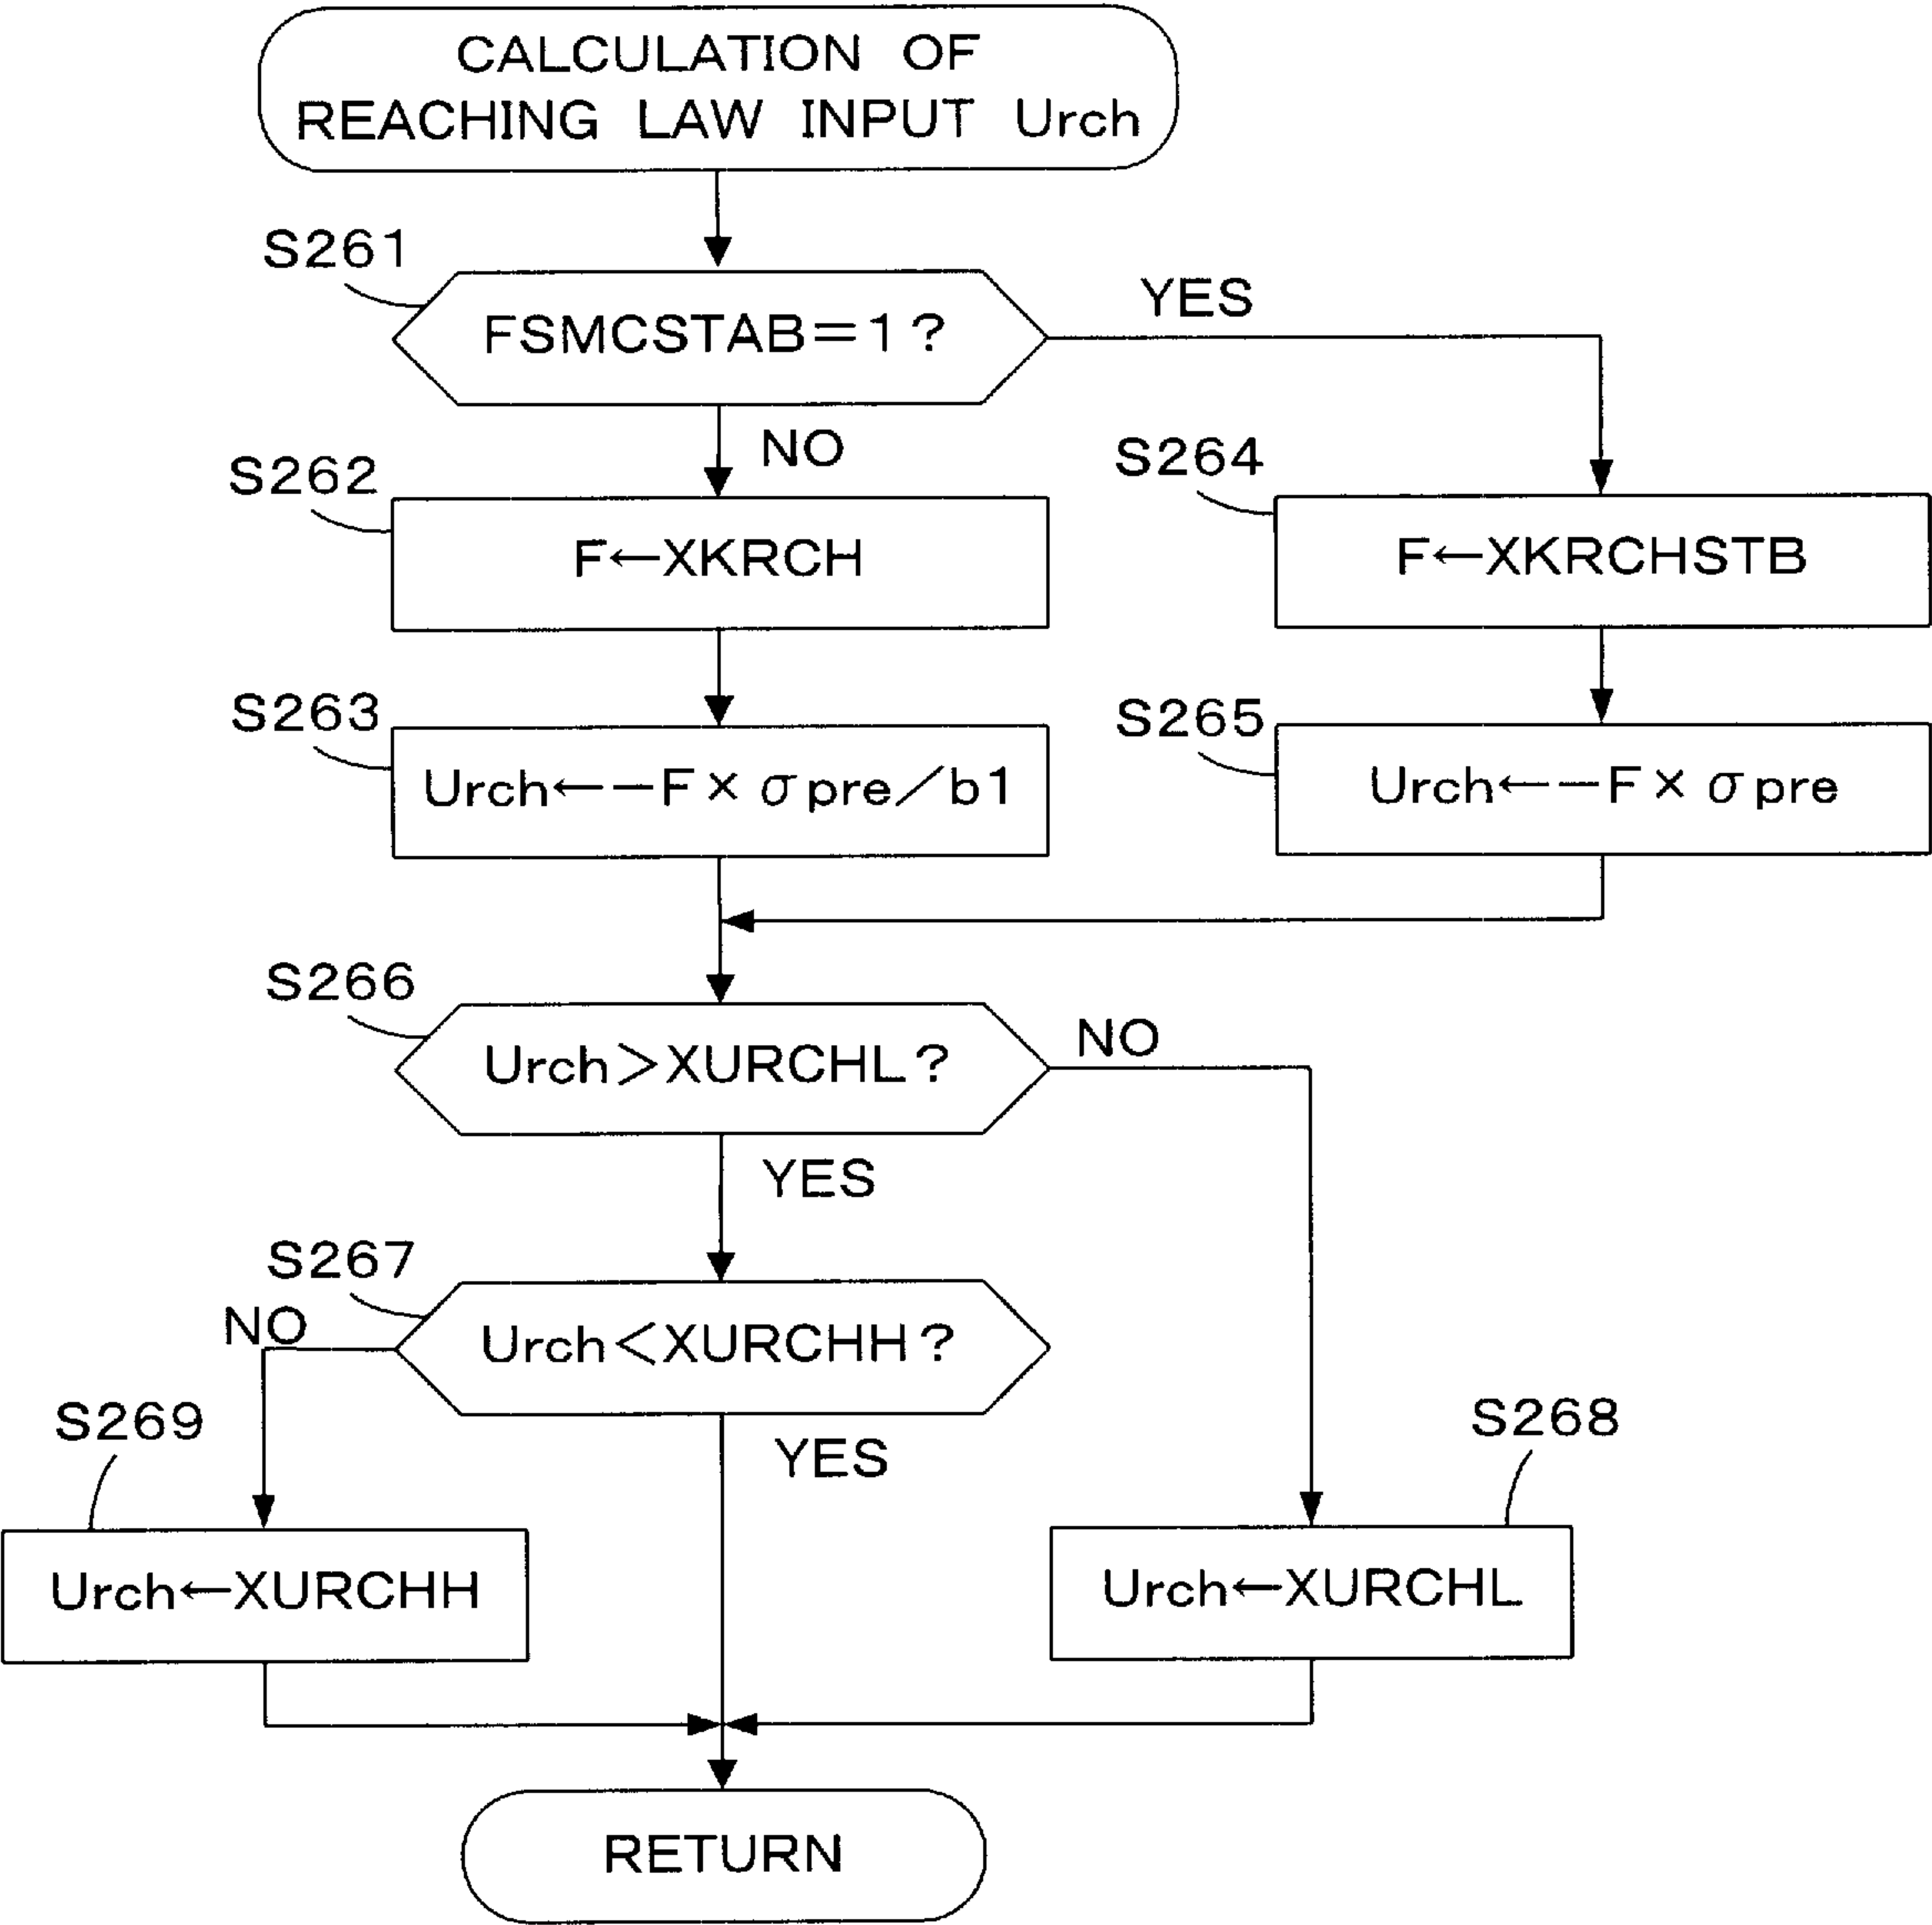 CALCULATION OF
REACHING LAW INPUT Urch
S261
FSMCSTAB=1?
YES
NO
S262
F←XKRCH
S264
F←XKRCHSTB
S263
Urch←−F×σpre/b1
S265
Urch←−F×σpre
S266
Urch>XURCHL?
NO
YES
S267
Urch<XURCHH?
NO
YES
S269
Urch←XURCHH
S268
Urch←XURCHL
RETURN